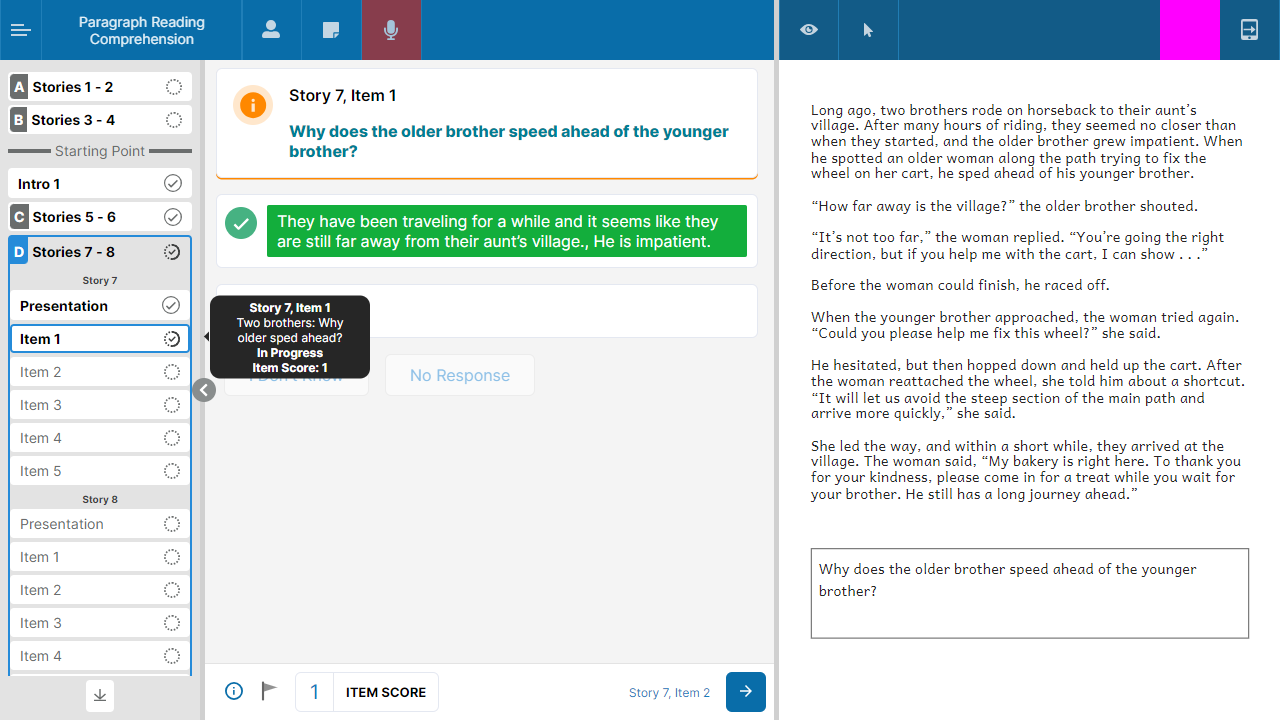 Paragraph Reading
Comprehension
A Stories 1 - 2
B Stories 3 - 4
Starting Point
Intro 1
C Stories 5 - 6
D Stories 7 - 8
Story 7
Presentation
Item 1
Item 2
Item 3
Item 4
Item 5
Story 8
Presentation
Item 1
Item 2
Item 3
Item 4
Story 7, Item 1
Why does the older brother speed ahead of the younger
brother?
They have been traveling for a while and it seems like they
are still far away from their aunt's village., He is impatient.
Story 7, Item 1
Two brothers: Why
older sped ahead?
In Progress
Item Score: 1
No Response
1 ITEM SCORE
Story 7, Item 2
Long ago, two brothers rode on horseback to their aunt's
village. After many hours of riding, they seemed no closer than
when they started, and the older brother grew impatient. When
he spotted an older woman along the path trying to fix the
wheel on her cart, he sped ahead of his younger brother.
“How far away is the village?” the older brother shouted.
“It's not too far,” the woman replied. “You're going the right
direction, but if you help me with the cart, I can show . . .”
Before the woman could finish, he raced off.
When the younger brother approached, the woman tried again.
“Could you please help me fix this wheel?” she said.
He hesitated, but then hopped down and held up the cart. After
the woman reattached the wheel, she told him about a shortcut.
“It will let us avoid the steep section of the main path and
arrive more quickly,” she said.
She led the way, and within a short while, they arrived at the
village. The woman said, “My bakery is right here. To thank you
for your kindness, please come in for a treat while you wait for
your brother. He still has a long journey ahead.”
Why does the older brother speed ahead of the younger
brother?